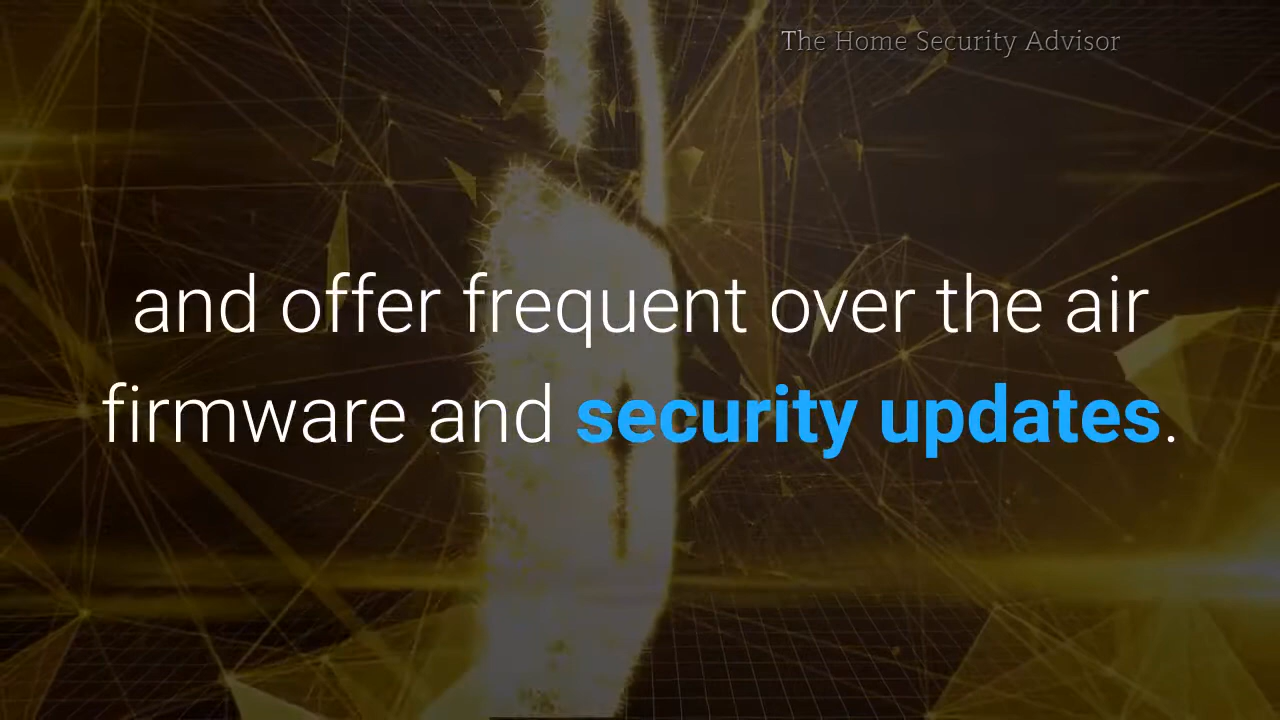 The Home Security Advisor
and offer frequent over the air
firmware and security updates.